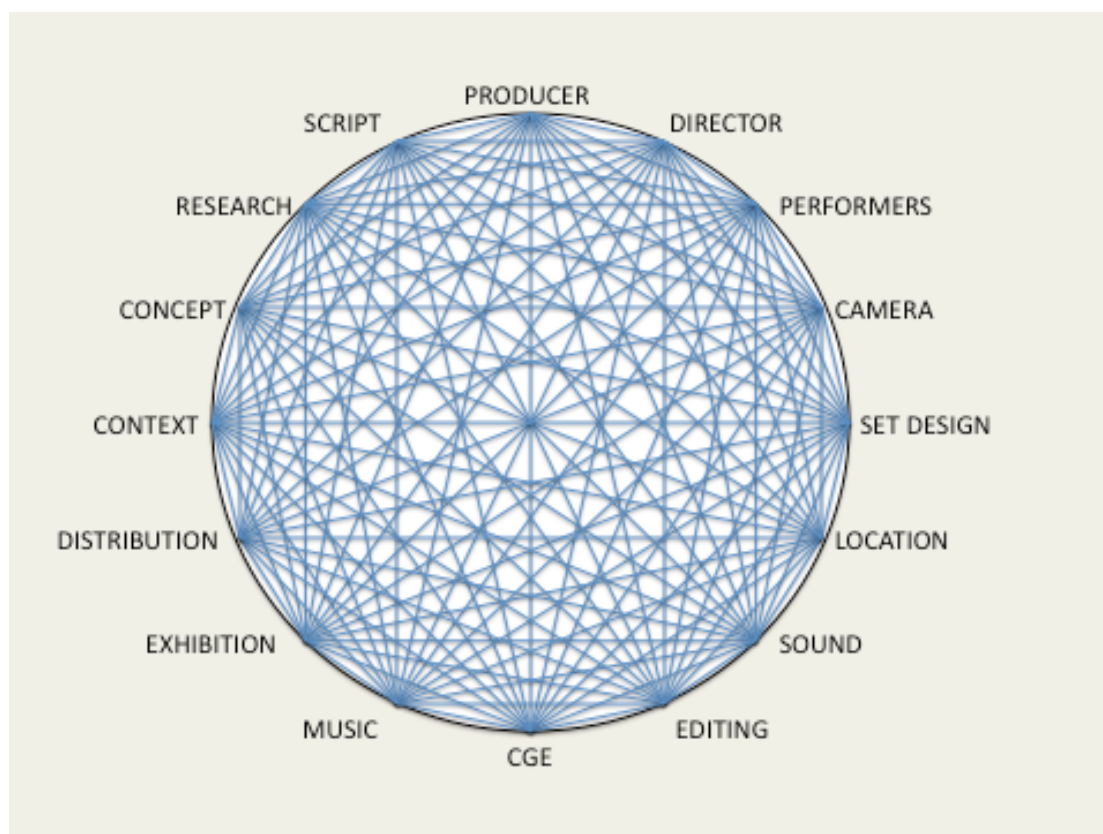 PRODUCER
SCRIPT
DIRECTOR
RESEARCH
PERFORMERS
CONCEPT
CAMERA
CONTEXT
SET DESIGN
DISTRIBUTION
LOCATION
EXHIBITION
SOUND
MUSIC
EDITING
CGE